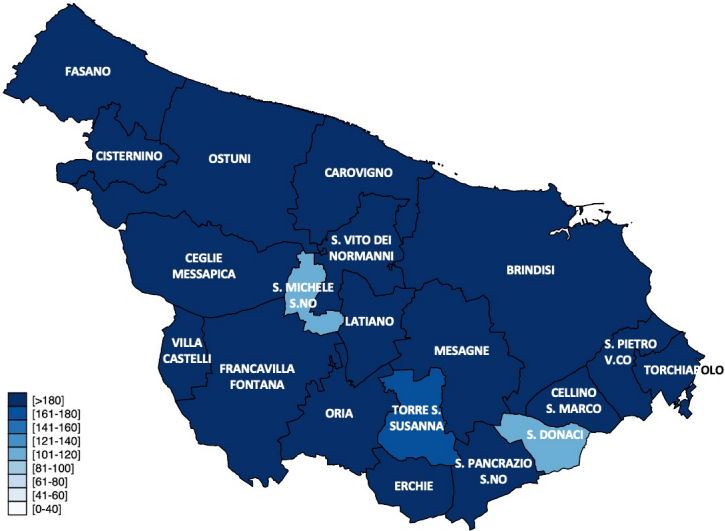 FASANO
CISTERNINO
OSTUNI
CAROVIGNO
S. VITO DEI
NORMANNI
CEGLIE
MESSAPICA
BRINDISI
S. MICHELE
S.NO
LATIANO
VILLA
CASTELLI
FRANCAVILLA
FONTANA
MESAGNE
S. PIETRO
V.CO
TORCHIAROLO
CELLINO
S. MARCO
ORIA
TORRE S.
SUSANNA
S. DONACI
S. PANCRAZIO
S.NO
ERCHIE
[>180]
[161-180]
[141-160]
[121-140]
[101-120]
[81-100]
[61-80]
[41-60]
[0-40]